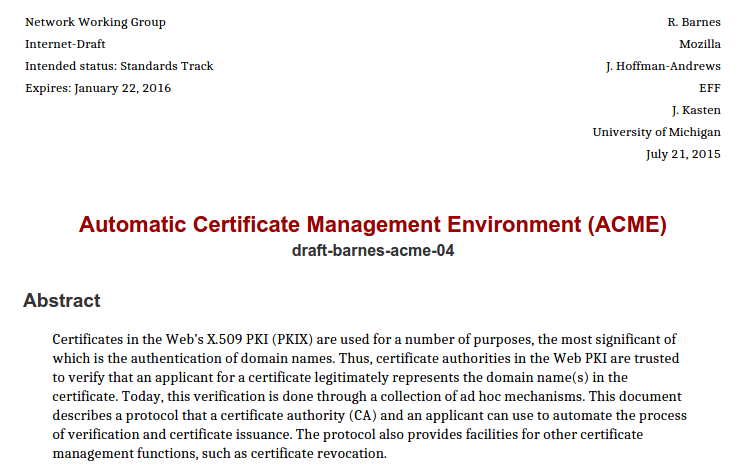 Network Working Group
Internet-Draft
Intended status: Standards Track
Expires: January 22, 2016
R. Barnes
Mozilla
J. Hoffman-Andrews
EFF
J. Kasten
University of Michigan
July 21, 2015
Automatic Certificate Management Environment (ACME)
draft-barnes-acme-04
Abstract
Certificates in the Web's X.509 PKI (PKIX) are used for a number of purposes, the most significant of
which is the authentication of domain names. Thus, certificate authorities in the Web PKI are trusted
to verify that an applicant for a certificate legitimately represents the domain name(s) in the
certificate. Today, this verification is done through a collection of ad hoc mechanisms. This document
describes a protocol that a certificate authority (CA) and an applicant can use to automate the process
of verification and certificate issuance. The protocol also provides facilities for other certificate
management functions, such as certificate revocation.